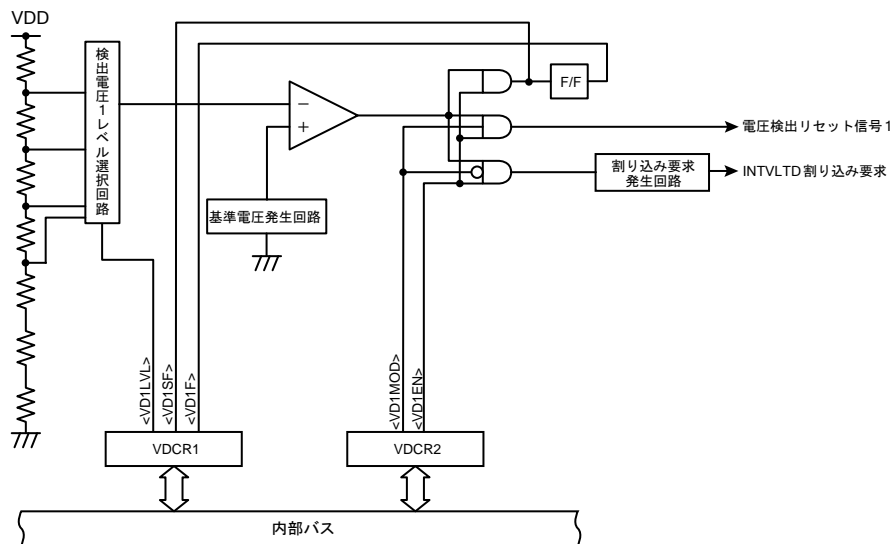 VDD
検出電圧1レベル選択回路
−
+
基準電圧発生回路
F/F
電圧検出リセット信号1
割り込み要求
発生回路
INTVLTD割り込み要求
<VD1LVL>
<VD1SF>
<VD1F>
<VD1MOD>
<VD1EN>
VDCR1
VDCR2
内部バス